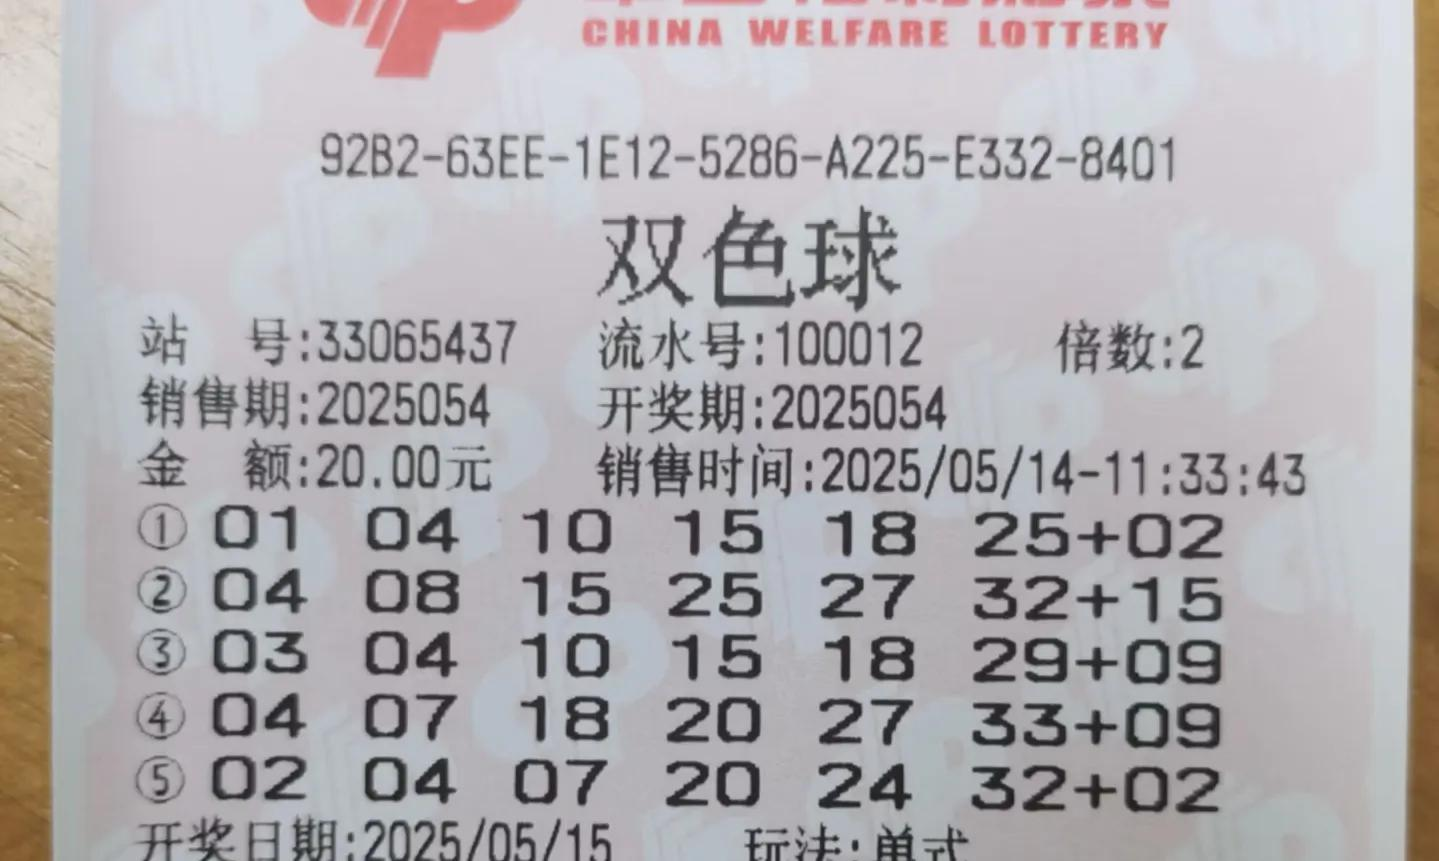 CHINA WELFARE LOTTERY
92B2-63EE-1E12-5286-A225-E332-8401
双色球
站 号:33065437 流水号:100012 倍数:2
销售期:2025054 开奖期:2025054
金 额:20.00元 销售时间:2025/05/14-11:33:43
① 01 04 10 15 18 25+02
② 04 08 15 25 27 32+15
③ 03 04 10 15 18 29+09
④ 04 07 18 20 27 33+09
⑤ 02 04 07 20 24 32+02
开奖日期:2025/05/15 玩法:单式